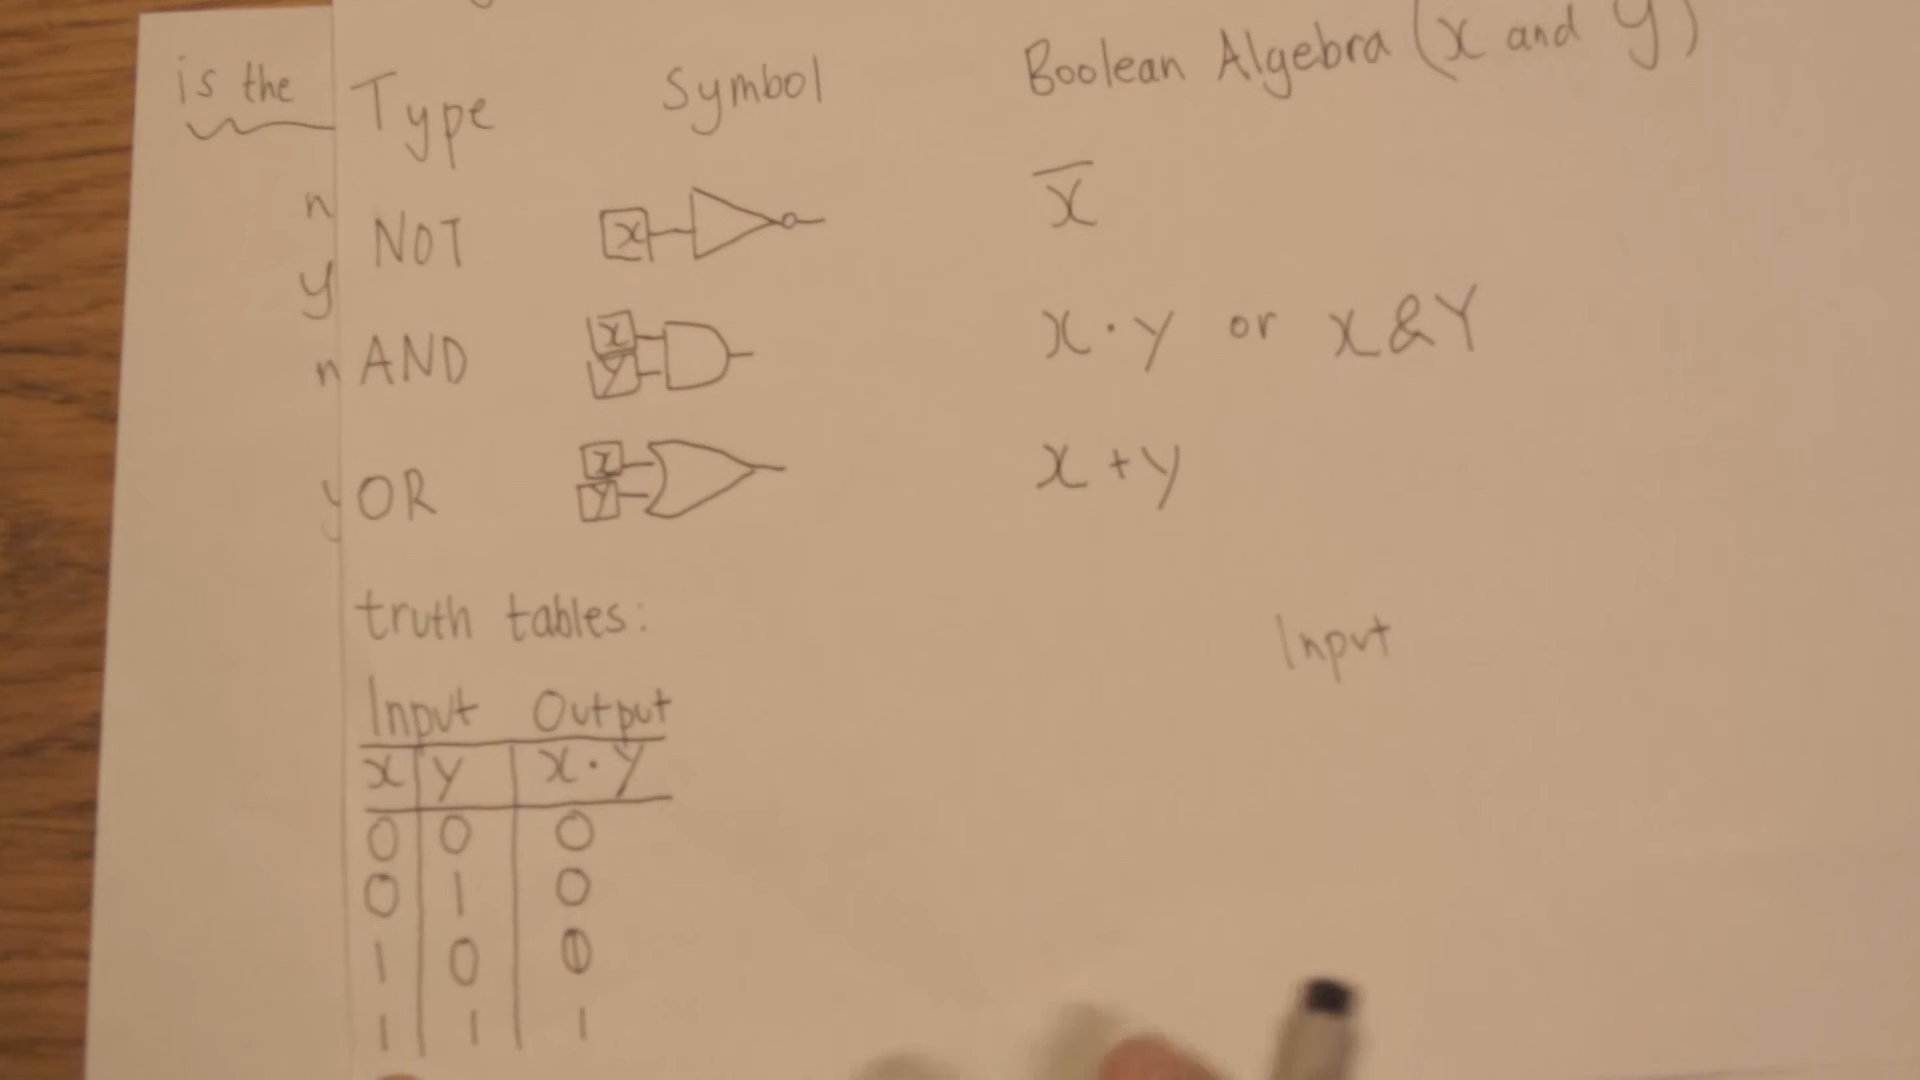 is the
n
y
n
y
Type Symbol Boolean Algebra (x and y)
NOT x x̅
AND x y x · y or x & Y
OR x y x + y
truth tables:
Input
Input Output
x y x · y
0 0 0
0 1 0
1 0 0
1 1 1